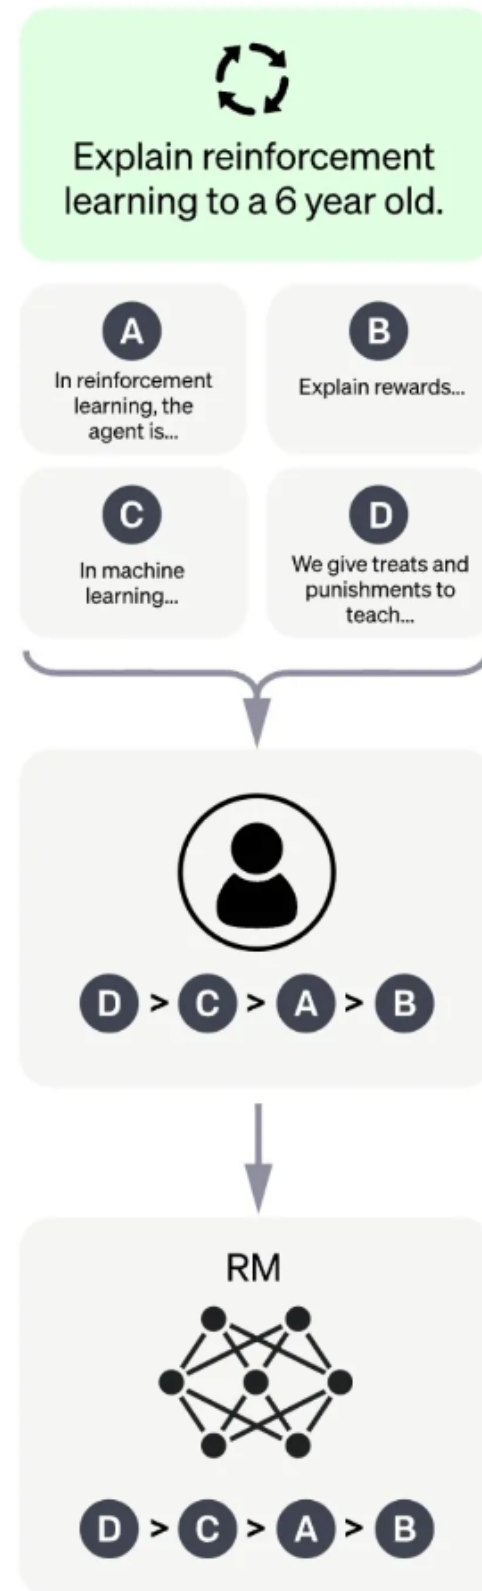 Explain reinforcement
learning to a 6 year old.
A
In reinforcement
learning, the
agent is...
B
Explain rewards...
C
In machine
learning...
D
We give treats and
punishments to
teach...
D > C > A > B
RM
D > C > A > B